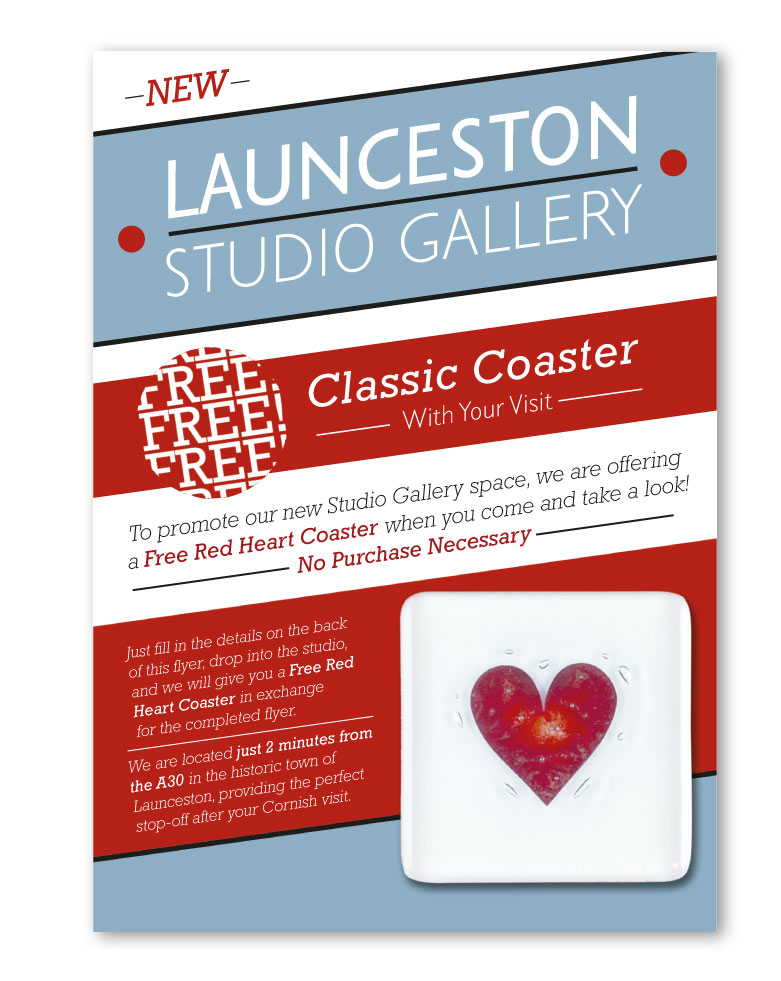 NEW
LAUNCESTON
STUDIO GALLERY
FREE
FREE!
FREE
FREE
Classic Coaster
With Your Visit
To promote our new Studio Gallery space, we are offering
a Free Red Heart Coaster when you come and take a look!
No Purchase Necessary
Just fill in the details on the back
of this flyer, drop into the studio,
and we will give you a Free Red
Heart Coaster in exchange
for the completed flyer.
We are located just 2 minutes from
the A30 in the historic town of
Launceston, providing the perfect
stop-off after your Cornish visit.